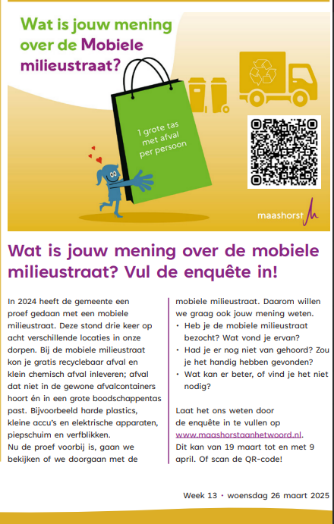 Wat is jouw mening
over de Mobiele
milieustraat?
1 grote tas
met afval
per persoon
maashorst
Wat is jouw mening over de mobiele
milieustraat? Vul de enquête in!
In 2024 heeft de gemeente een
proef gedaan met een mobiele
milieustraat. Deze stond drie keer op
acht verschillende locaties in onze
dorpen. Bij de mobiele milieustraat
kon je gratis recyclebaar afval en
klein chemisch afval inleveren; afval
dat niet in de gewone afvalcontainers
hoort én in een grote boodschappentas
past. Bijvoorbeeld harde plastics,
kleine accu's en elektrische apparaten,
piepschuim en verfblikken.
Nu de proef voorbij is, gaan we
bekijken of we doorgaan met de
mobiele milieustraat. Daarom willen
we graag ook jouw mening weten.
• Heb je de mobiele milieustraat
bezocht? Wat vond je ervan?
• Had je er nog niet van gehoord? Zou
je het handig hebben gevonden?
• Wat kan er beter, of vind je het niet
nodig?
Laat het ons weten door
de enquête in te vullen op
www.maashorstaanhetwoord.nl.
Dit kan van 19 maart tot en met 9
april. Of scan de QR-code!
Week 13 • woensdag 26 maart 2025